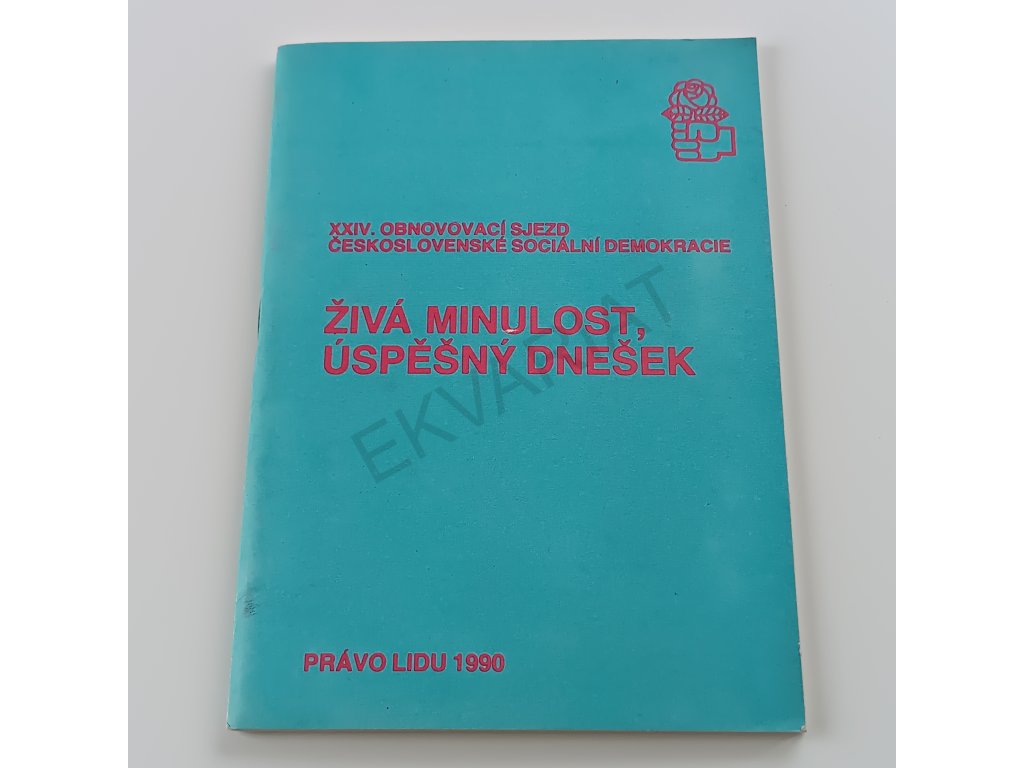 XXIV. OBNOVOVACÍ SJEZD
ČESKOSLOVENSKÉ SOCIÁLNÍ DEMOKRACIE
ŽIVÁ MINULOST,
ÚSPĚŠNÝ DNEŠEK
EKVARIAT
PRÁVO LIDU 1990